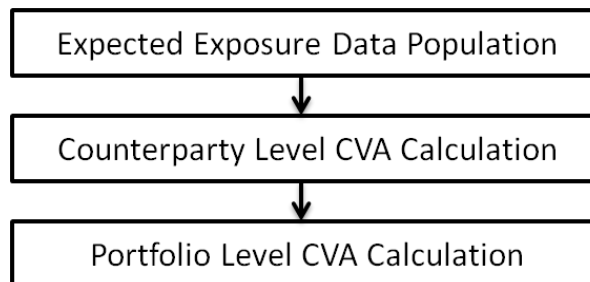 Expected Exposure Data Population
Counterparty Level CVA Calculation
Portfolio Level CVA Calculation